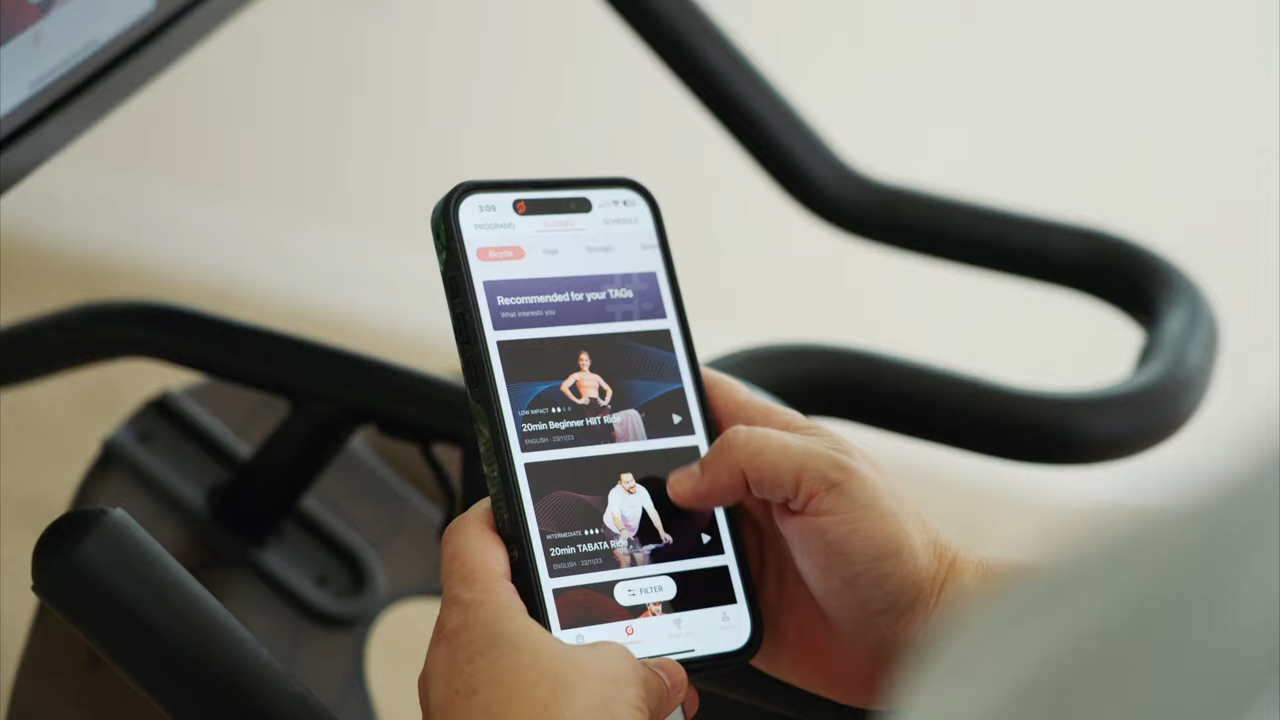 3:09
PROGRAMS CLASSES SCHEDULE
Bicycle Yoga Strength
Recommended for your TAGs
What interests you
LOW IMPACT
20min Beginner HIIT Ride
ENGLISH · 23/11/23
INTERMEDIATE
20min TABATA Ride
ENGLISH · 22/11/23
FILTER